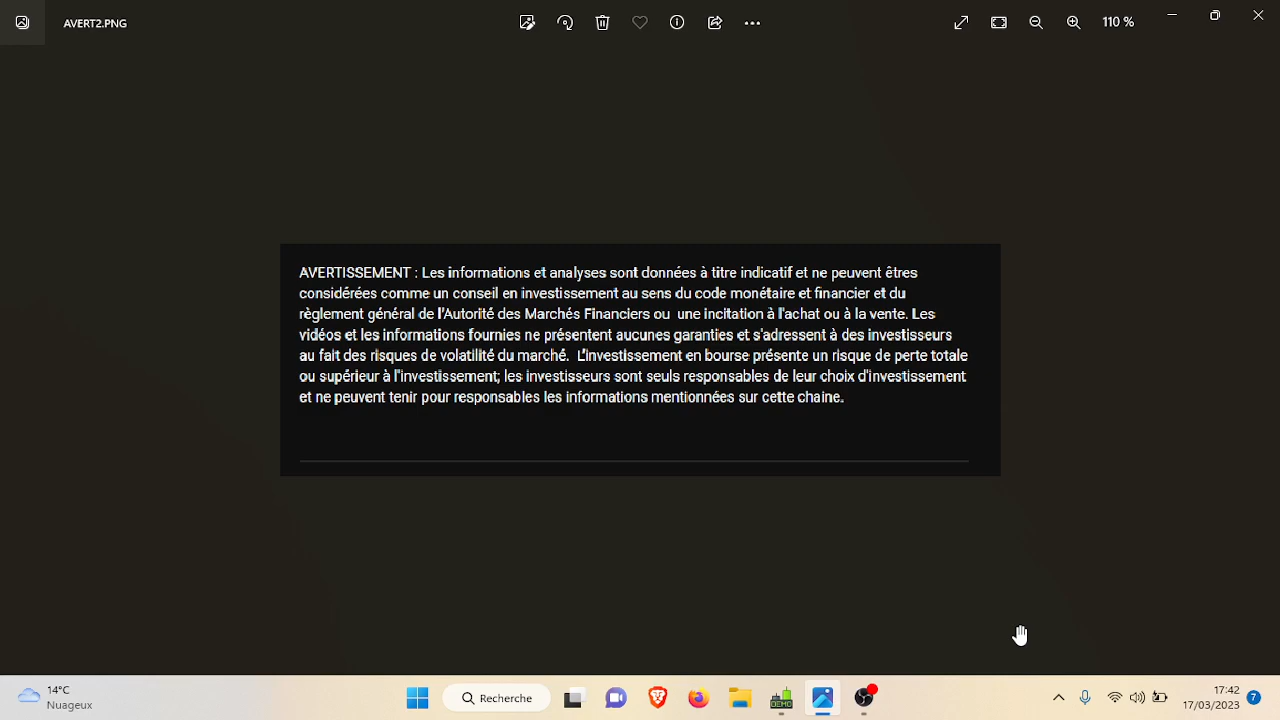 AVERT2.PNG
110 %
AVERTISSEMENT : Les informations et analyses sont données à titre indicatif et ne peuvent êtres
considérées comme un conseil en investissement au sens du code monétaire et financier et du
règlement général de l'Autorité des Marchés Financiers ou  une incitation à l'achat ou à la vente. Les
vidéos et les informations fournies ne présentent aucunes garanties et s'adressent à des investisseurs
au fait des risques de volatilité du marché.  L'investissement en bourse présente un risque de perte totale
ou supérieur à l'investissement; les investisseurs sont seuls responsables de leur choix d'investissement
et ne peuvent tenir pour responsables les informations mentionnées sur cette chaine.
14°C
Nuageux
Recherche
DEMO
17:42
17/03/2023
7